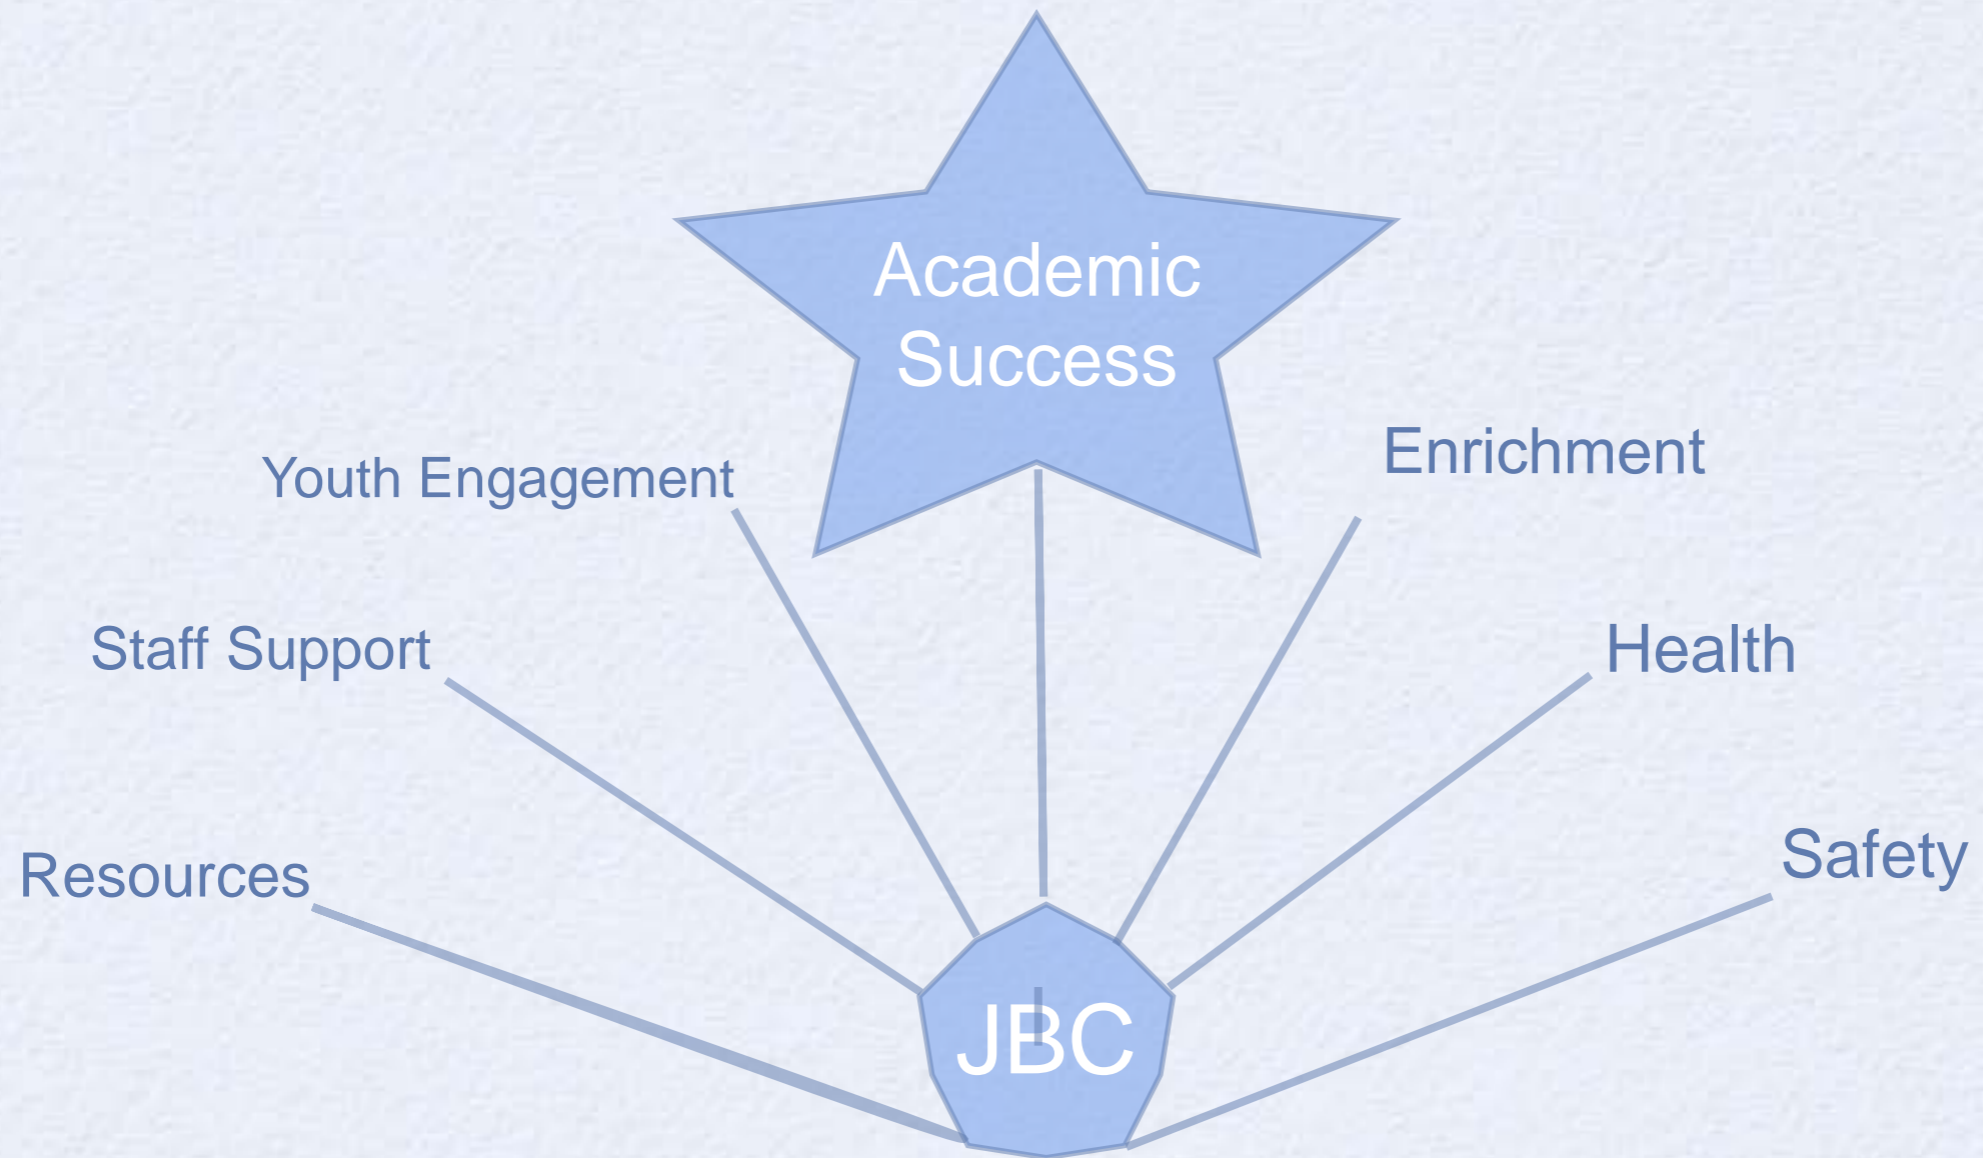 Academic
Success
Youth Engagement
Enrichment
Staff Support
Health
Resources
Safety
JBC